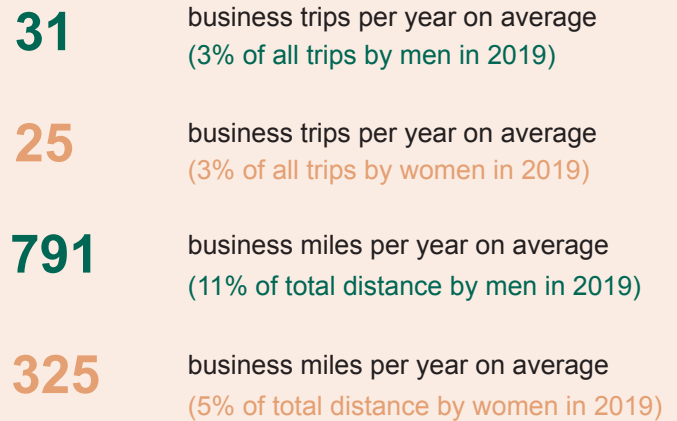 31
business trips per year on average
(3% of all trips by men in 2019)
25
business trips per year on average
(3% of all trips by women in 2019)
791
business miles per year on average
(11% of total distance by men in 2019)
325
business miles per year on average
(5% of total distance by women in 2019)